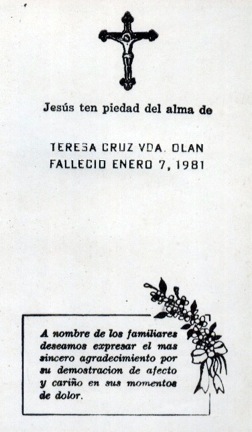 Jesús ten piedad del alma de
TERESA CRUZ VDA. OLAN
FALLECIO ENERO 7, 1981
A nombre de los familiares
deseamos expresar el mas
sincero agradecimiento por
su demostracion de afecto
y cariño en sus momentos
de dolor.